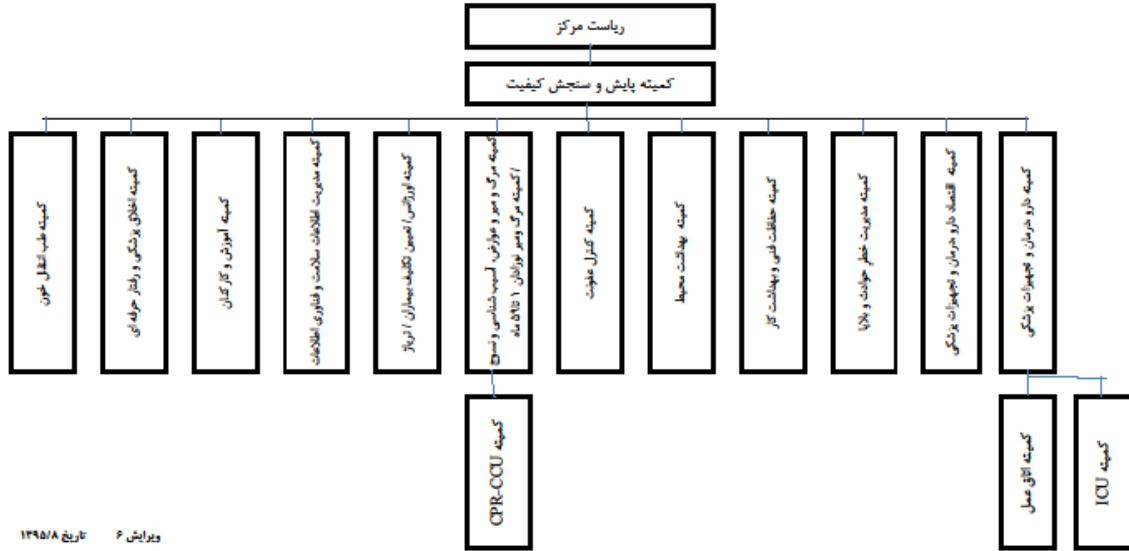 ریاست مرکز
کمیته پایش و سنجش کیفیت
کمیته دارو درمان و تجهیزات پزشکی
کمیته اقتصاد دارو درمان و تجهیزات پزشکی
کمیته مدیریت خطر حوادث و بلایا
کمیته حفاظت فنی و بهداشت کار
کمیته بهداشت محیط
کمیته کنترل عفونت
کمیته مرگ و میر و عوارض، آسیب شناسی و نسوج
/ کمیته مرگ ومیر نوزادان ۱ تا۵۹ ماه
کمیته اورژانس / تعیین تکلیف بیماران / تریاژ
کمیته مدیریت اطلاعات سلامت و فناوری اطلاعات
کمیته آموزش و کارکنان
کمیته اخلاق پزشکی و رفتار حرفه ای
کمیته طب انتقال خون
کمیته ICU
کمیته اتاق عمل
کمیته CPR-CCU
ویرایش ۶ تاریخ ۱۳۹۵/۸